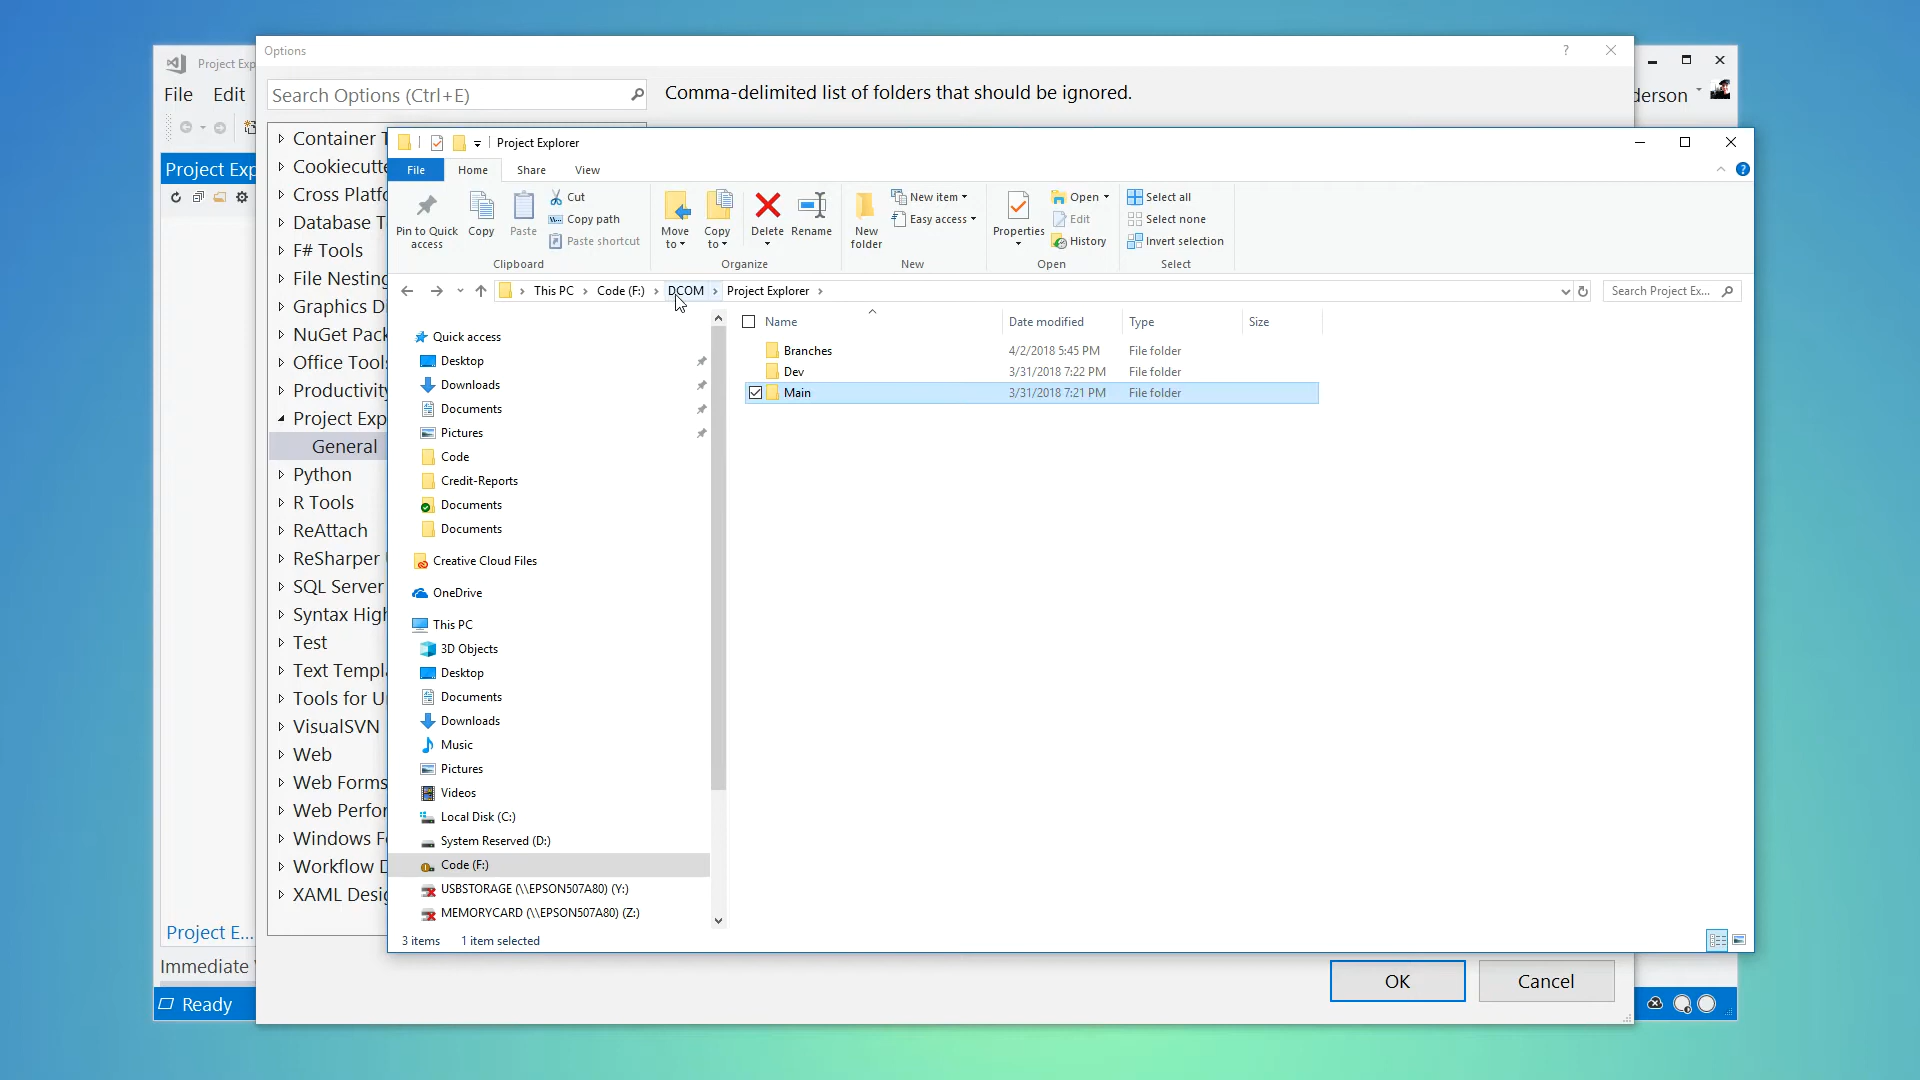 Options
?
Project Exp
File Edit
Search Options (Ctrl+E)
Comma-delimited list of folders that should be ignored.
derson
Project Exp
Container T
Cookiecutte
Cross Platfo
Database T
F# Tools
File Nesting
Graphics D
NuGet Pack
Office Tools
Productivity
Project Exp
General
Python
R Tools
ReAttach
ReSharper U
SQL Server
Syntax High
Test
Text Templa
Tools for U
VisualSVN
Web
Web Forms
Web Perfor
Windows Fo
Workflow D
XAML Desig
Project E...
Immediate
Ready
OK
Cancel
Project Explorer
File Home Share View
Pin to Quick access
Copy
Paste
Cut
Copy path
Paste shortcut
Clipboard
Move to
Copy to
Delete
Rename
Organize
New folder
New item
Easy access
New
Properties
Open
Edit
History
Open
Select all
Select none
Invert selection
Select
This PC > Code (F:) > DCOM > Project Explorer >
Search Project Ex...
Quick access
Desktop
Downloads
Documents
Pictures
Code
Credit-Reports
Documents
Documents
Creative Cloud Files
OneDrive
This PC
3D Objects
Desktop
Documents
Downloads
Music
Pictures
Videos
Local Disk (C:)
System Reserved (D:)
Code (F:)
USBSTORAGE (\\EPSON507A80) (Y:)
MEMORYCARD (\\EPSON507A80) (Z:)
Name Date modified Type Size
Branches 4/2/2018 5:45 PM File folder
Dev 3/31/2018 7:22 PM File folder
Main 3/31/2018 7:21 PM File folder
3 items 1 item selected